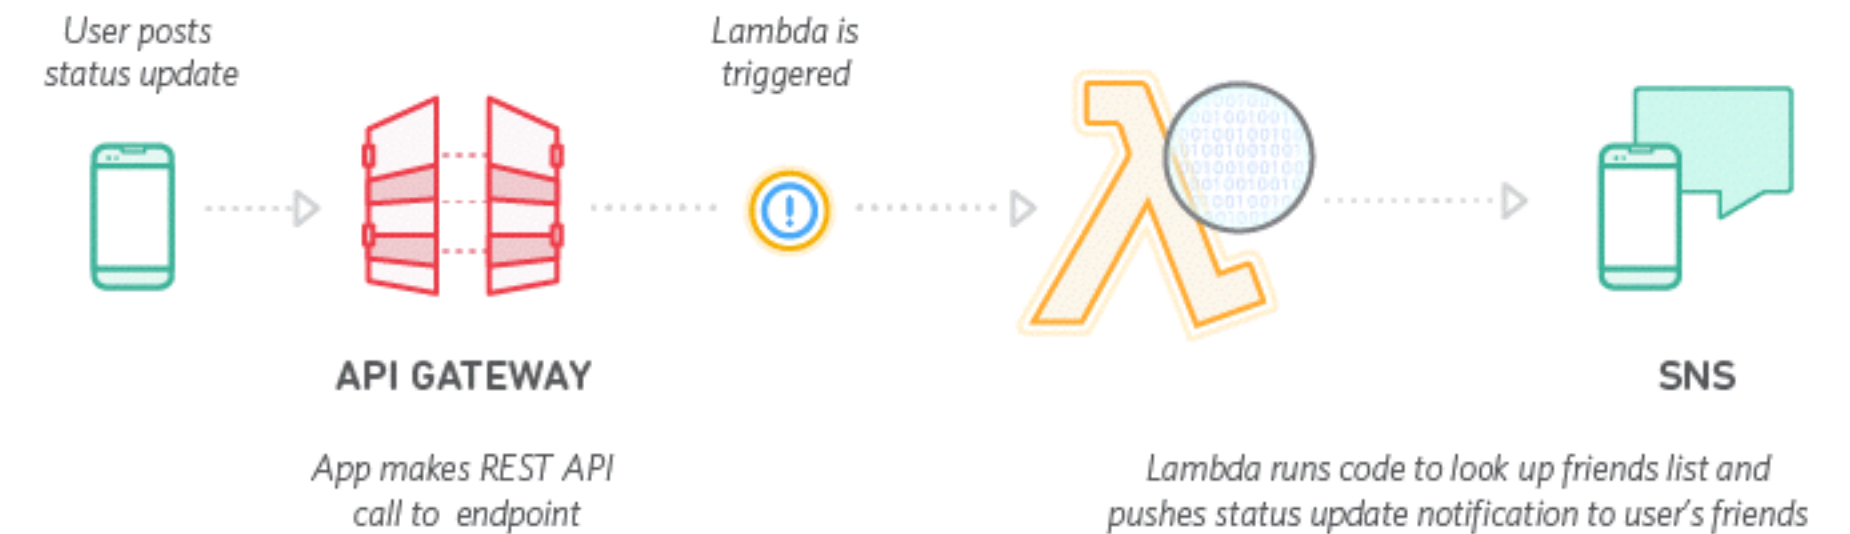 User posts
status update
Lambda is
triggered
API GATEWAY
SNS
App makes REST API
call to endpoint
Lambda runs code to look up friends list and
pushes status update notification to user's friends